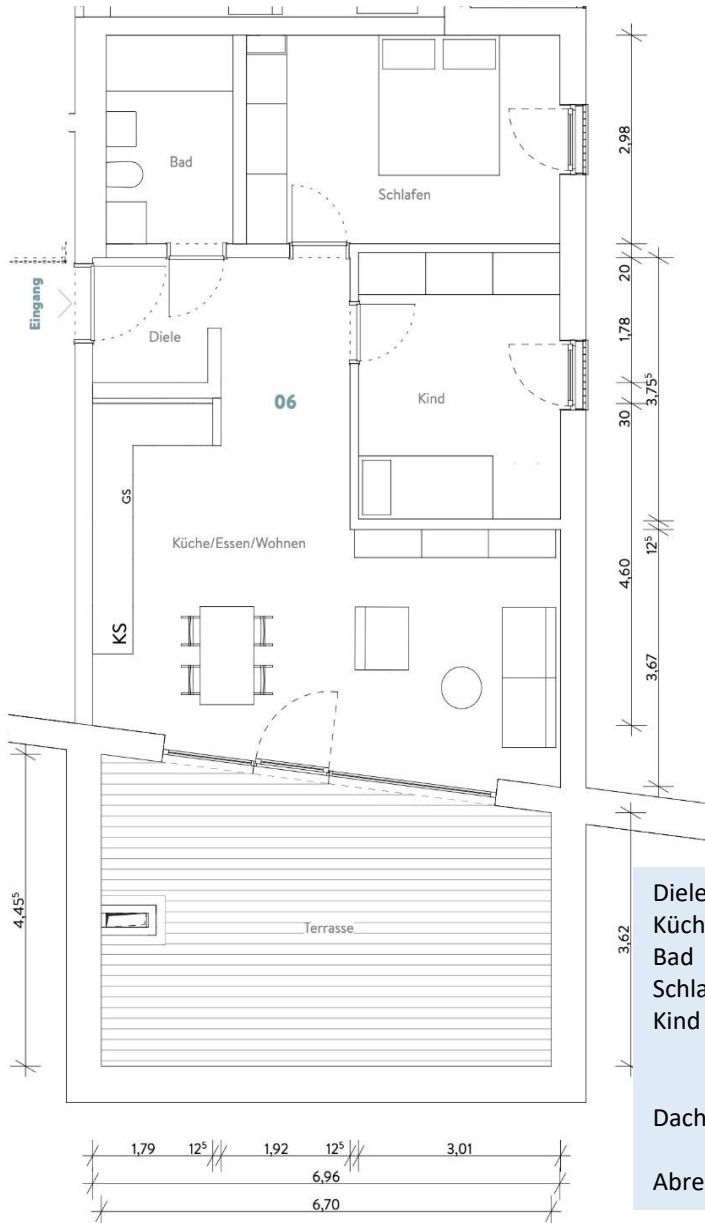 Bad
Schlafen
2,98
Eingang
Diele
20
1,78
3,75⁵
06
Kind
30
GS
Küche/Essen/Wohnen
12⁵
4,60
KS
3,67
4,45⁵
Terrasse
3,62
Diele
Küch
Bad
Schla
Kind
Dach
Abre
1,79 12⁵ 1,92 12⁵ 3,01
6,96
6,70